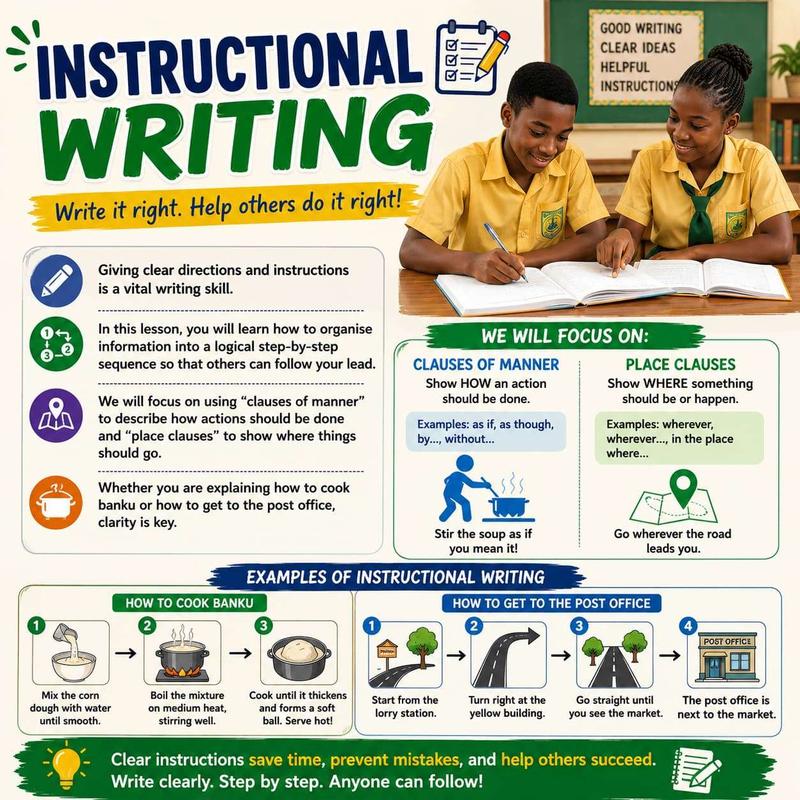 INSTRUCTIONAL
WRITING
Write it right. Help others do it right!
GOOD WRITING
CLEAR IDEAS
HELPFUL
INSTRUCTIONS
Giving clear directions and instructions
is a vital writing skill.
1
2
3
In this lesson, you will learn how to organise
information into a logical step-by-step
sequence so that others can follow your lead.
We will focus on using “clauses of manner”
to describe how actions should be done
and “place clauses” to show where things
should go.
Whether you are explaining how to cook
banku or how to get to the post office,
clarity is key.
WE WILL FOCUS ON:
CLAUSES OF MANNER
Show HOW an action
should be done.
Examples: as if, as though,
by..., without...
Stir the soup as if
you mean it!
PLACE CLAUSES
Show WHERE something
should be or happen.
Examples: wherever,
wherever..., in the place
where...
Go wherever the road
leads you.
EXAMPLES OF INSTRUCTIONAL WRITING
HOW TO COOK BANKU
1
Mix the corn
dough with water
until smooth.
2
Boil the mixture
on medium heat,
stirring well.
3
Cook until it thickens
and forms a soft
ball. Serve hot!
HOW TO GET TO THE POST OFFICE
1
Start from the
lorry station.
2
Turn right at the
yellow building.
3
Go straight until
you see the market.
4
POST OFFICE
The post office is
next to the market.
Clear instructions save time, prevent mistakes, and help others succeed.
Write clearly. Step by step. Anyone can follow!